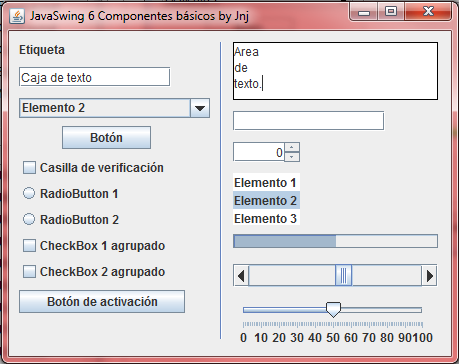 JavaSwing 6 Componentes básicos by Jnj
Etiqueta
Caja de texto
Elemento 2
Botón
Casilla de verificación
RadioButton 1
RadioButton 2
CheckBox 1 agrupado
CheckBox 2 agrupado
Botón de activación
Area
de
texto.
0
Elemento 1
Elemento 2
Elemento 3
0 10 20 30 40 50 60 70 80 90 100